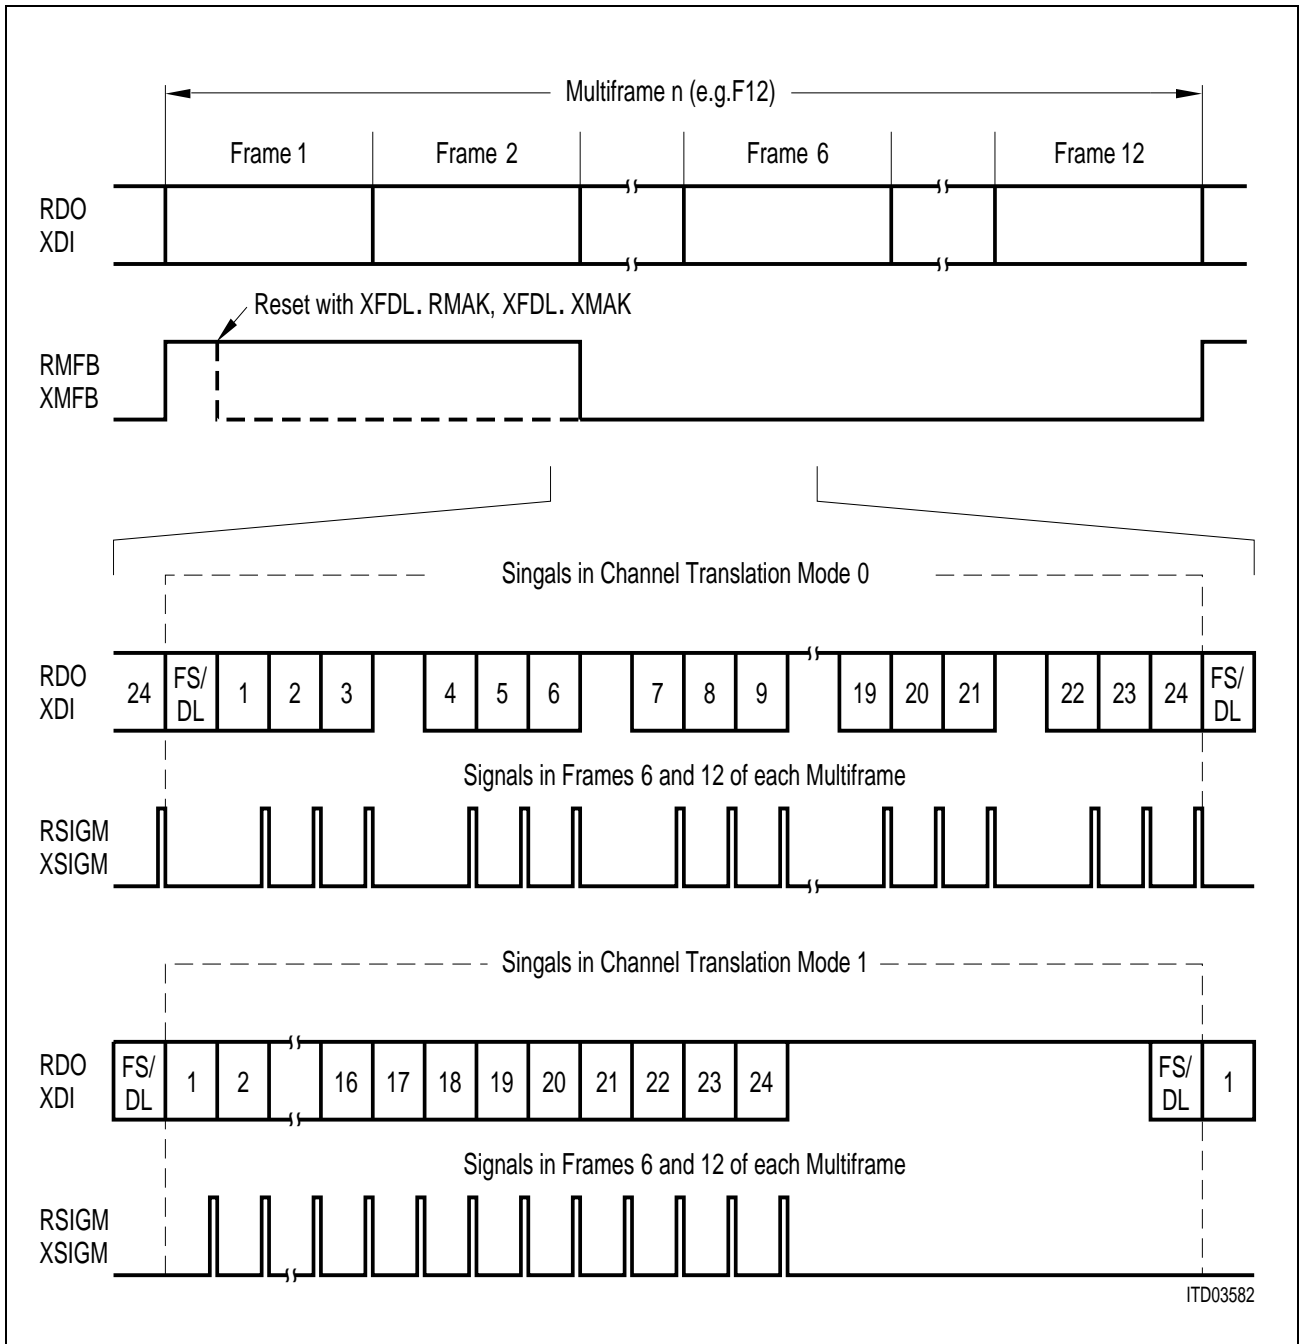 Multiframe n (e.g.F12)
Frame 1 Frame 2 Frame 6 Frame 12
RDO
XDI
Reset with XFDL. RMAK, XFDL. XMAK
RMFB
XMFB
Singals in Channel Translation Mode 0
RDO
XDI
24 FS/DL 1 2 3 4 5 6 7 8 9 19 20 21 22 23 24 FS/DL
Signals in Frames 6 and 12 of each Multiframe
RSIGM
XSIGM
Singals in Channel Translation Mode 1
RDO
XDI
FS/DL 1 2 16 17 18 19 20 21 22 23 24 FS/DL 1
Signals in Frames 6 and 12 of each Multiframe
RSIGM
XSIGM
ITD03582